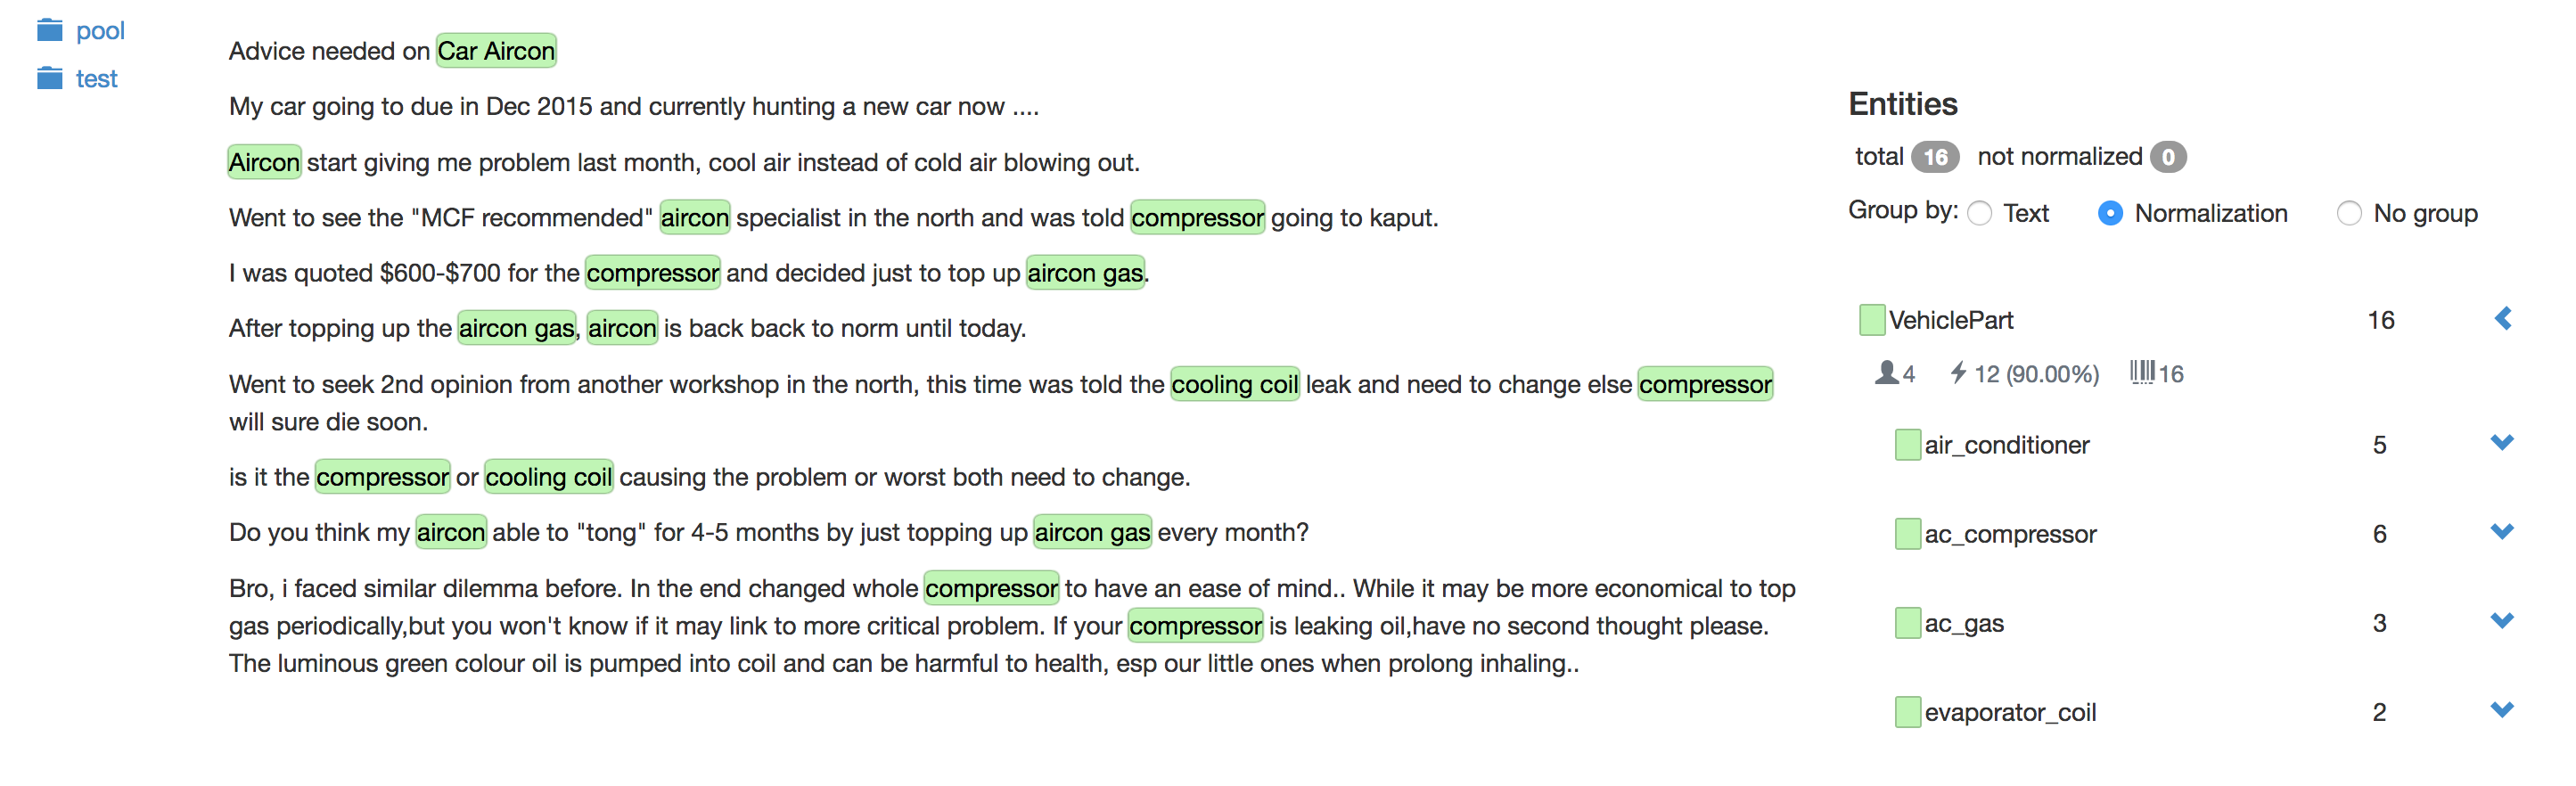 pool
test
Advice needed on Car Aircon
My car going to due in Dec 2015 and currently hunting a new car now ....
Aircon start giving me problem last month, cool air instead of cold air blowing out.
Went to see the "MCF recommended" aircon specialist in the north and was told compressor going to kaput.
I was quoted $600-$700 for the compressor and decided just to top up aircon gas.
After topping up the aircon gas, aircon is back back to norm until today.
Went to seek 2nd opinion from another workshop in the north, this time was told the cooling coil leak and need to change else compressor
will sure die soon.
is it the compressor or cooling coil causing the problem or worst both need to change.
Do you think my aircon able to "tong" for 4-5 months by just topping up aircon gas every month?
Bro, i faced similar dilemma before. In the end changed whole compressor to have an ease of mind.. While it may be more economical to top
gas periodically,but you won't know if it may link to more critical problem. If your compressor is leaking oil,have no second thought please.
The luminous green colour oil is pumped into coil and can be harmful to health, esp our little ones when prolong inhaling..
Entities
total 16 not normalized 0
Group by: Text Normalization No group
VehiclePart 16
4 12 (90.00%) 16
air_conditioner 5
ac_compressor 6
ac_gas 3
evaporator_coil 2